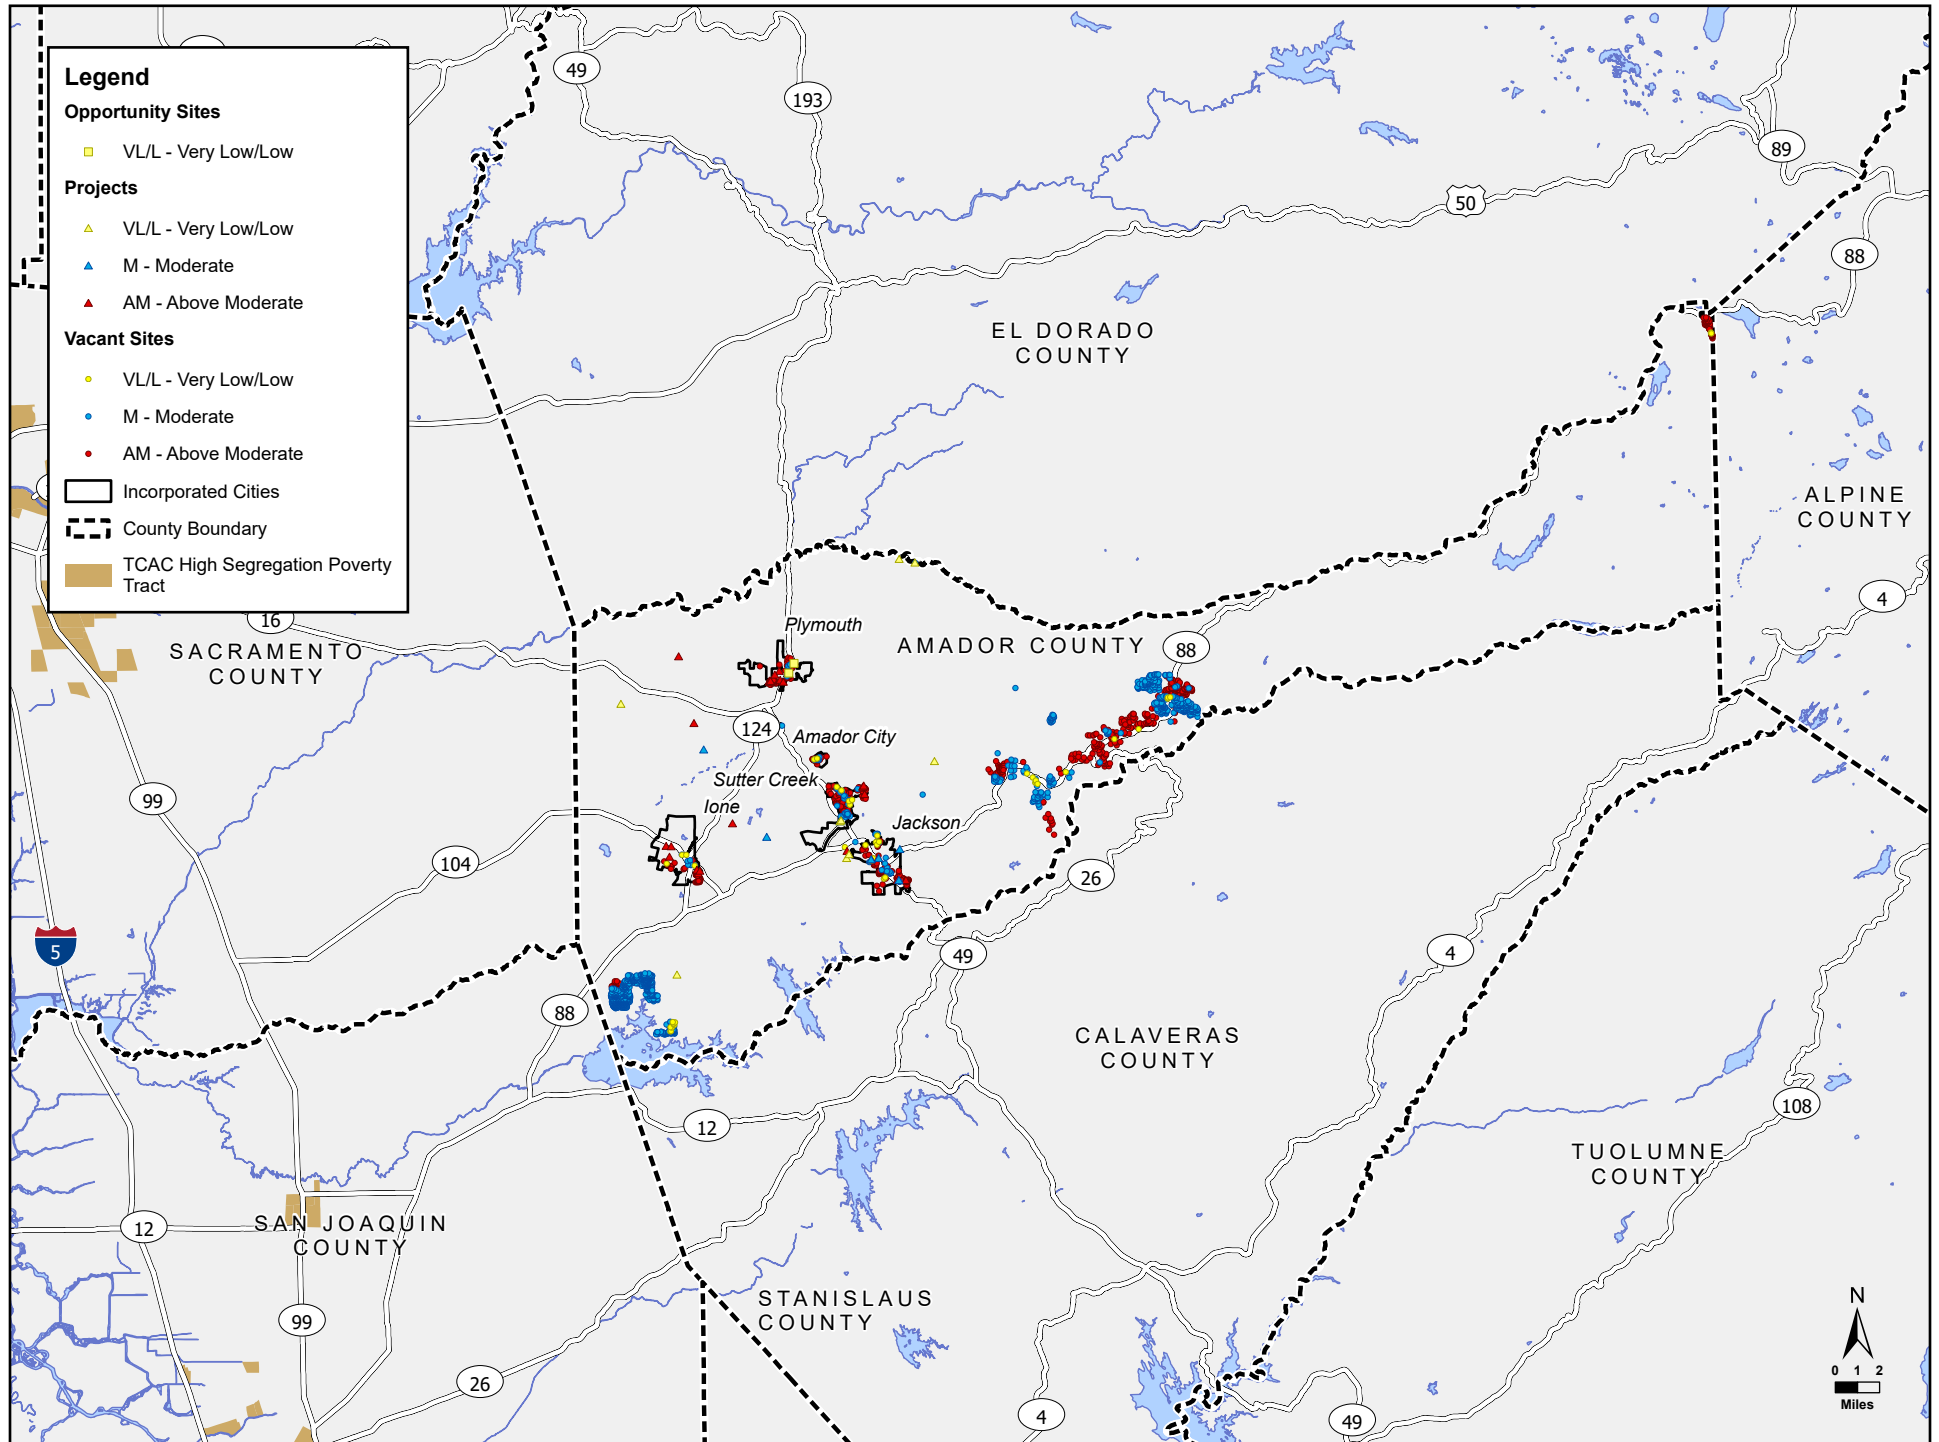 Legend
Opportunity Sites
VL/L - Very Low/Low
Projects
VL/L - Very Low/Low
M - Moderate
AM - Above Moderate
Vacant Sites
VL/L - Very Low/Low
M - Moderate
AM - Above Moderate
Incorporated Cities
County Boundary
TCAC High Segregation Poverty
Tract
49
193
89
50
88
EL DORADO
COUNTY
ALPINE
COUNTY
4
16
SACRAMENTO
COUNTY
Plymouth
AMADOR COUNTY
88
124
Amador City
Sutter Creek
Ione
Jackson
99
104
26
5
49
4
88
CALAVERAS
COUNTY
12
108
TUOLUMNE
COUNTY
12
SAN JOAQUIN
COUNTY
99
STANISLAUS
COUNTY
26
4
49
N
0 1 2
Miles